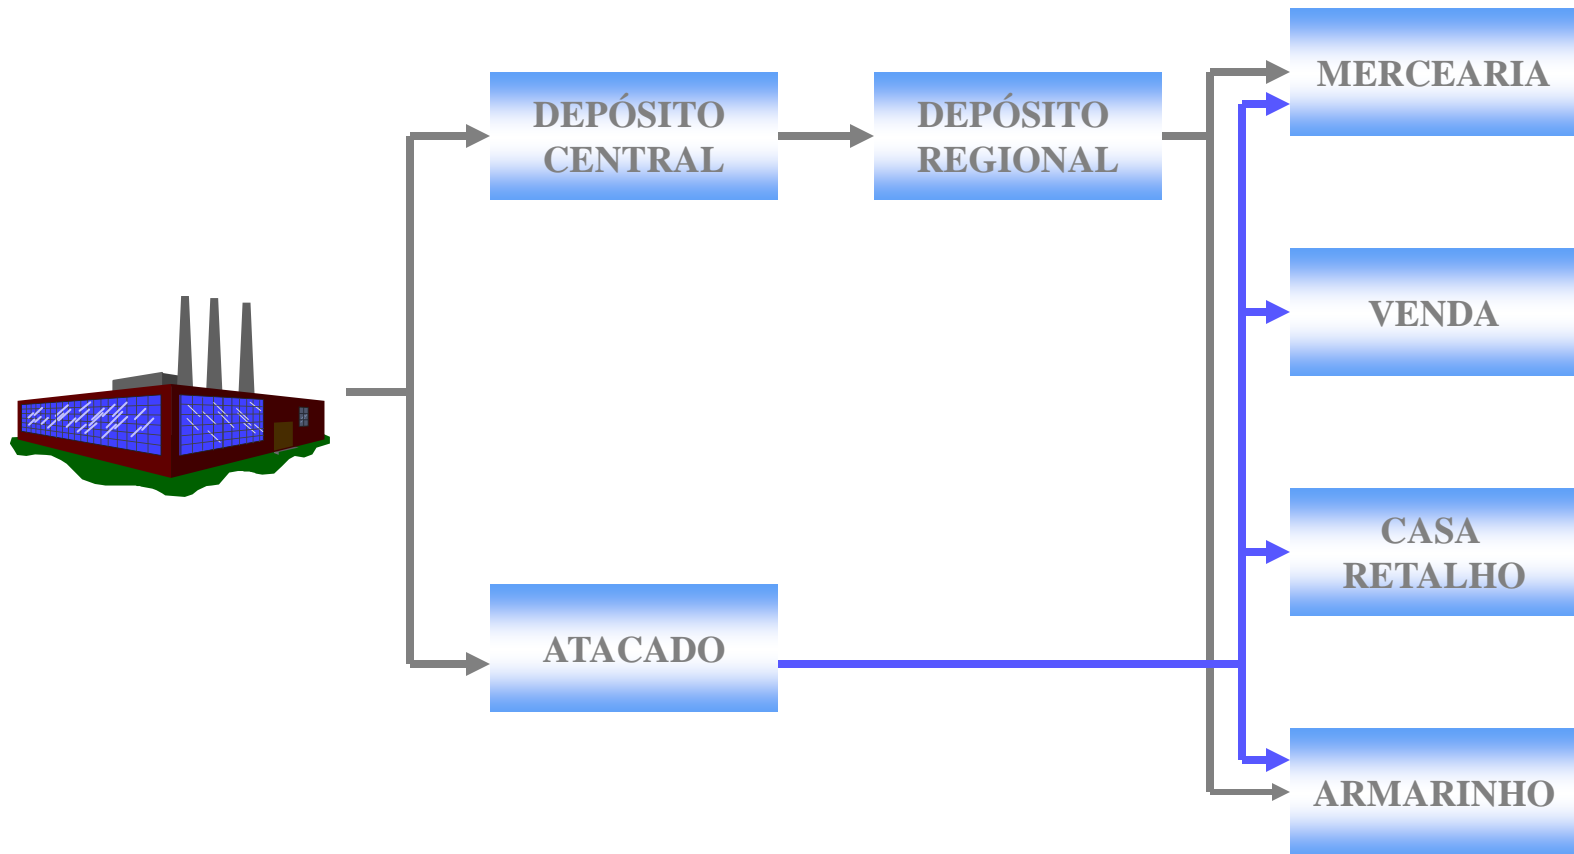 DEPÓSITO
CENTRAL
DEPÓSITO
REGIONAL
MERCEARIA
VENDA
CASA
RETALHO
ATACADO
ARMARINHO